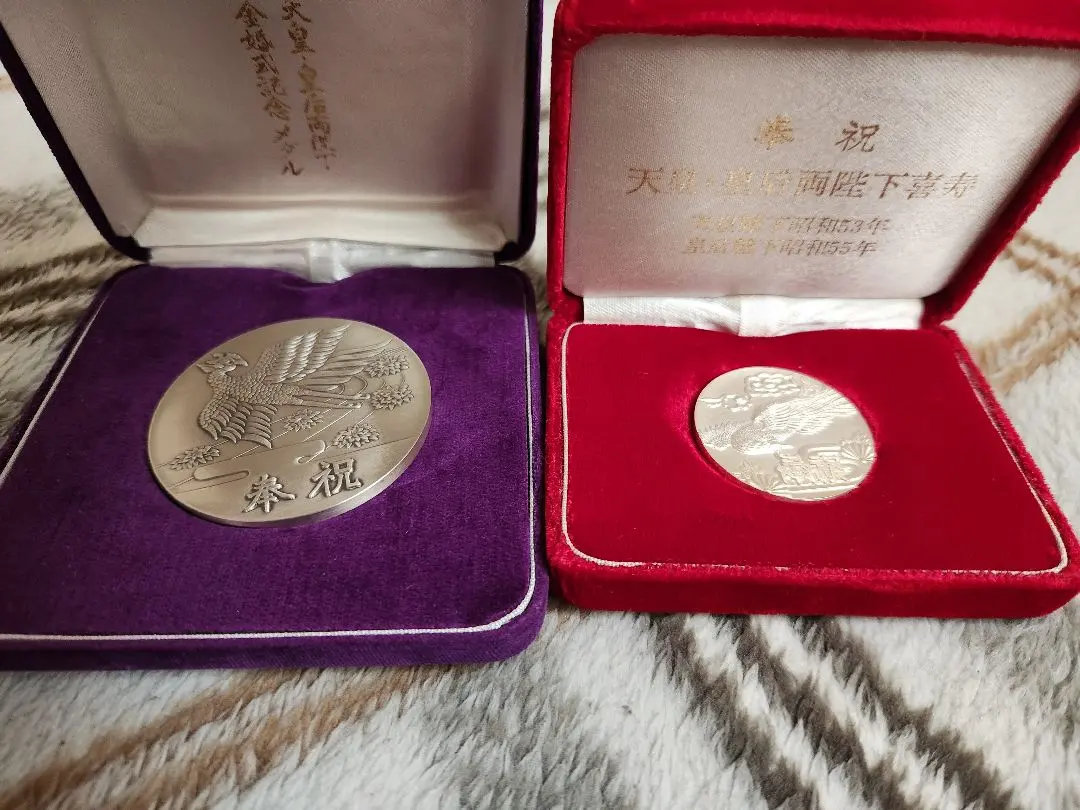 天皇・皇后両陛下
金婚式記念メダル
奉祝
奉祝
天皇・皇后両陛下喜寿
天皇陛下昭和53年
皇后陛下昭和55年